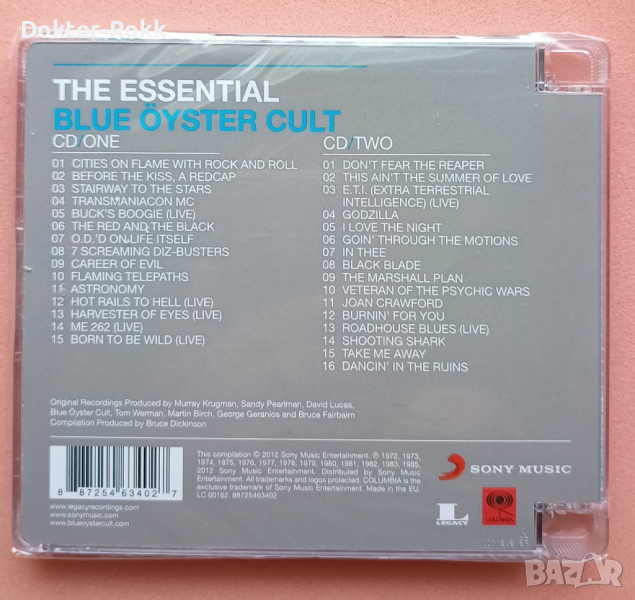 Dokter-Rokk
THE ESSENTIAL
BLUE ÖYSTER CULT
CD/ONE
01 CITIES ON FLAME WITH ROCK AND ROLL
02 BEFORE THE KISS, A REDCAP
03 STAIRWAY TO THE STARS
04 TRANSMANIACON MC
05 BUCK'S BOOGIE (LIVE)
06 THE RED AND THE BLACK
07 O.D.'D ON LIFE ITSELF
08 7 SCREAMING DIZ-BUSTERS
09 CAREER OF EVIL
10 FLAMING TELEPATHS
11 ASTRONOMY
12 HOT RAILS TO HELL (LIVE)
13 HARVESTER OF EYES (LIVE)
14 ME 262 (LIVE)
15 BORN TO BE WILD (LIVE)
CD/TWO
01 DON'T FEAR THE REAPER
02 THIS AIN'T THE SUMMER OF LOVE
03 E.T.I. (EXTRA TERRESTRIAL
INTELLIGENCE) (LIVE)
04 GODZILLA
05 I LOVE THE NIGHT
06 GOIN' THROUGH THE MOTIONS
07 IN THEE
08 BLACK BLADE
09 THE MARSHALL PLAN
10 VETERAN OF THE PSYCHIC WARS
11 JOAN CRAWFORD
12 BURNIN' FOR YOU
13 ROADHOUSE BLUES (LIVE)
14 SHOOTING SHARK
15 TAKE ME AWAY
16 DANCIN' IN THE RUINS
Original Recordings Produced by Murray Krugman, Sandy Pearlman, David Lucas,
Blue Öyster Cult, Tom Werman, Martin Birch, George Geranios and Bruce Fairbairn
Compilation Produced by Bruce Dickinson
8 87254 63402 7
www.legacyrecordings.com
www.sonymusic.com
www.blueoystercult.com
This compilation © 2012 Sony Music Entertainment. ℗ 1972, 1973,
1974, 1975, 1976, 1977, 1978, 1979, 1980, 1981, 1982, 1983, 1985,
2012 Sony Music Entertainment. Distributed by Sony Music
Entertainment. All trademarks and logos protected. COLUMBIA is the
exclusive trademark of Sony Music Entertainment. Made in the EU.
LC 00162. 88725463402
SONY MUSIC
L
LEGACY
COLUMBIA
BAZAR